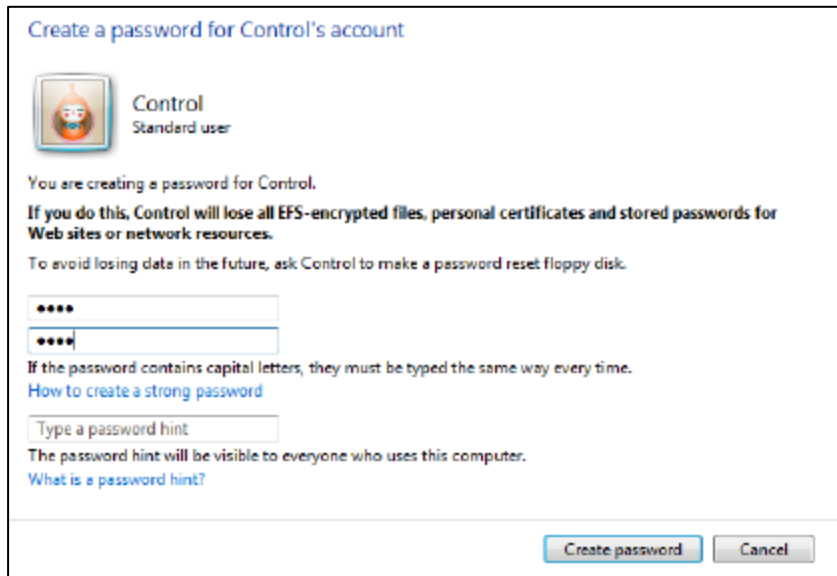 Create a password for Control's account
Control
Standard user
You are creating a password for Control.
If you do this, Control will lose all EFS-encrypted files, personal certificates and stored passwords for
Web sites or network resources.
To avoid losing data in the future, ask Control to make a password reset floppy disk.
••••
••••
If the password contains capital letters, they must be typed the same way every time.
How to create a strong password
Type a password hint
The password hint will be visible to everyone who uses this computer.
What is a password hint?
Create password Cancel